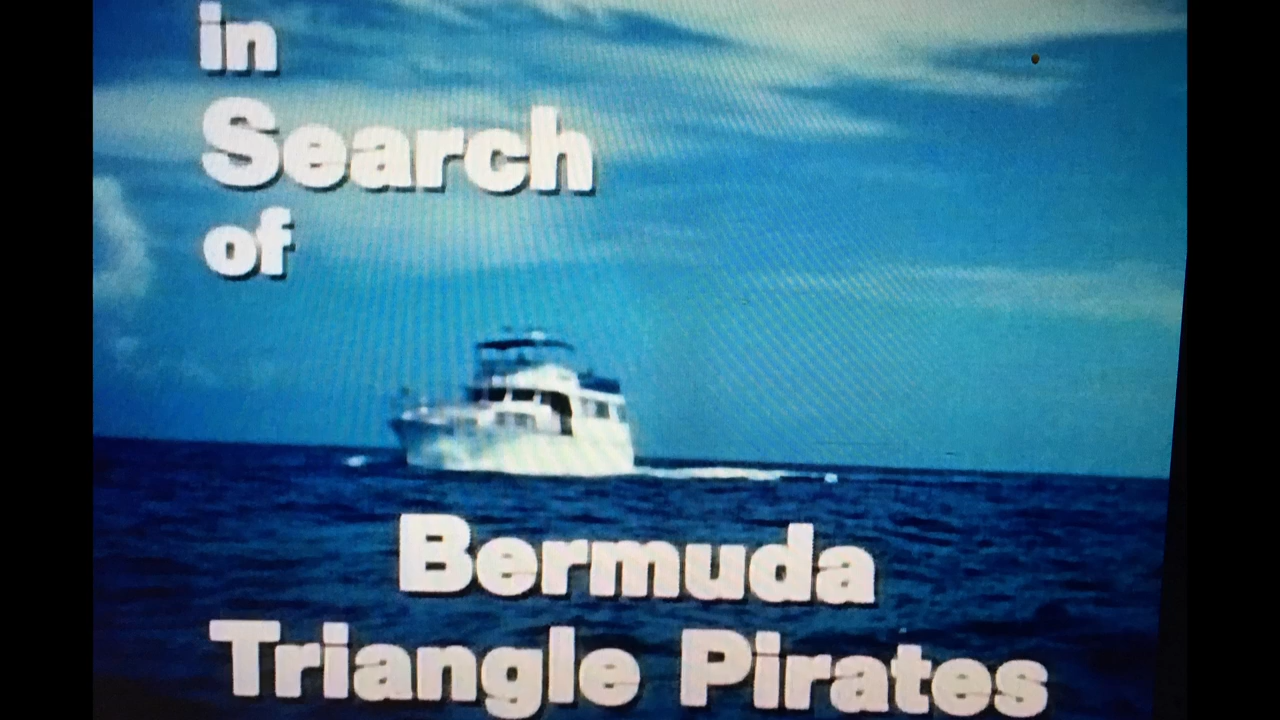 in
Search
of
Bermuda
Triangle Pirates